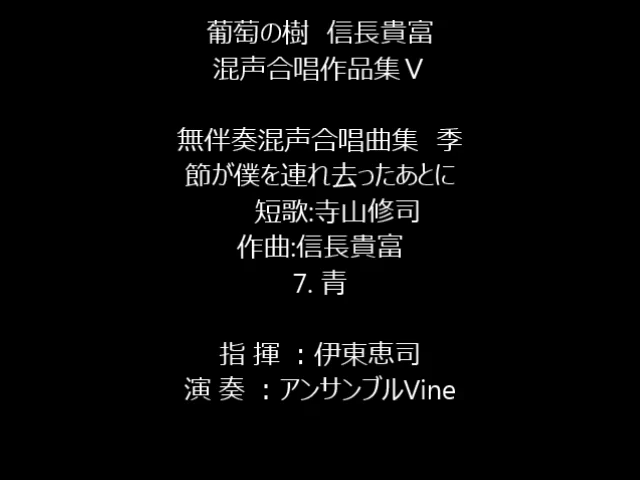 葡萄の樹　信長貴富
混声合唱作品集Ⅴ
無伴奏混声合唱曲集　季
節が僕を連れ去ったあとに
短歌:寺山修司
作曲:信長貴富
7. 青
指 揮 ：伊東恵司
演 奏 ：アンサンブルVine